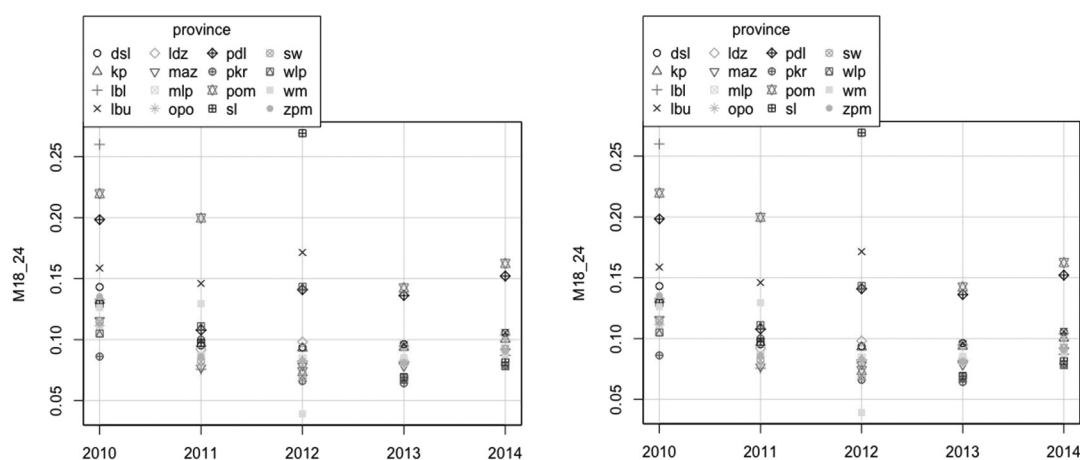 province
dsl ldz pdl sw
kp maz pkr wlp
lbl mlp pom wm
lbu opo sl zpm
M18_24
0.25
0.20
0.15
0.10
0.05
2010 2011 2012 2013 2014
province
dsl ldz pdl sw
kp maz pkr wlp
lbl mlp pom wm
lbu opo sl zpm
M18_24
0.25
0.20
0.15
0.10
0.05
2010 2011 2012 2013 2014